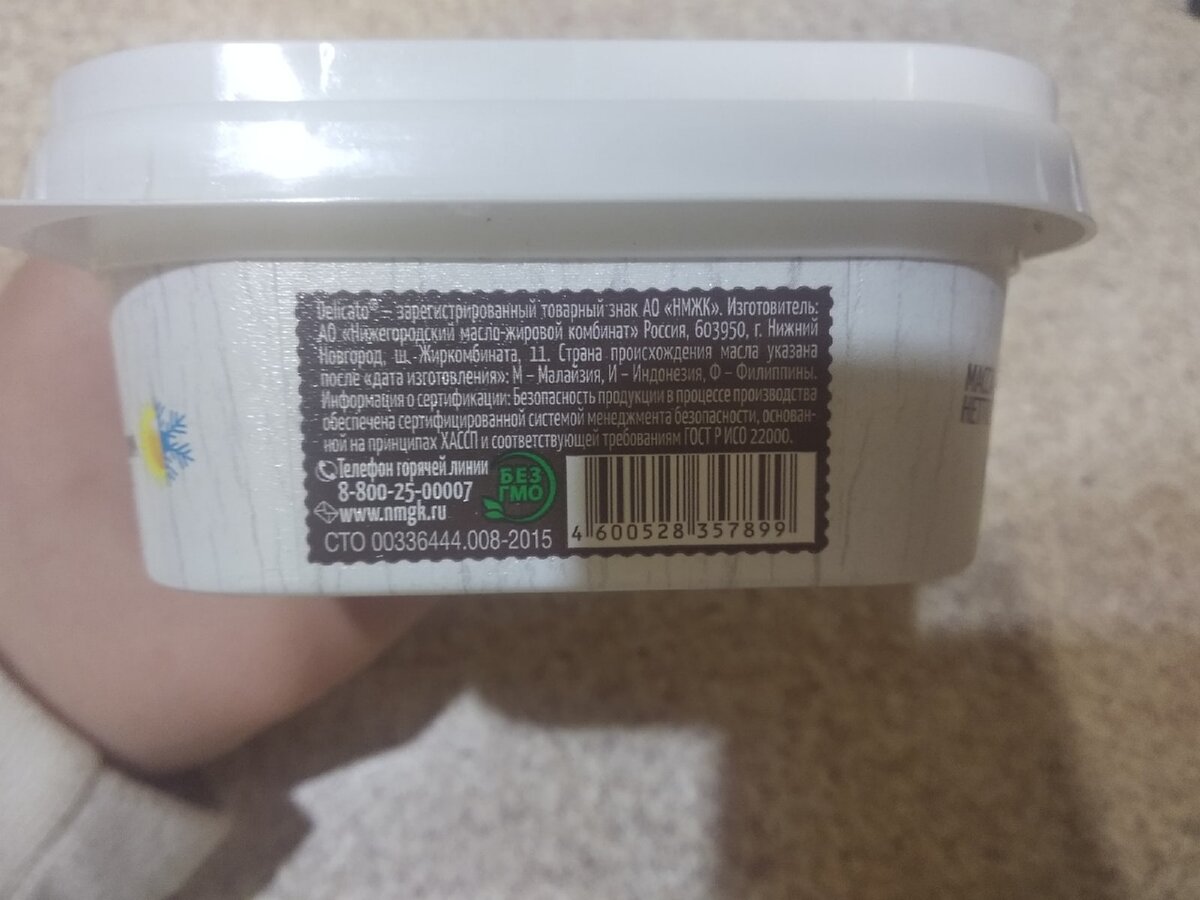 Delicato® – зарегистрированный товарный знак АО «НМЖК». Изготовитель:
АО «Нижегородский масло-жировой комбинат» Россия, 603950, г. Нижний
Новгород, ш. Жиркомбината, 11. Страна происхождения масла указана
после «дата изготовления»: М – Малайзия, И – Индонезия, Ф – Филиппины.
Информация о сертификации: Безопасность продукции в процессе производства
обеспечена сертифицированной системой менеджмента безопасности, основан-
ной на принципах ХАССП и соответствующей требованиям ГОСТ Р ИСО 22000.
Телефон горячей линии
8-800-25-00007
www.nmgk.ru
СТО 00336444.008-2015
БЕЗ
ГМО
4 600528 357899